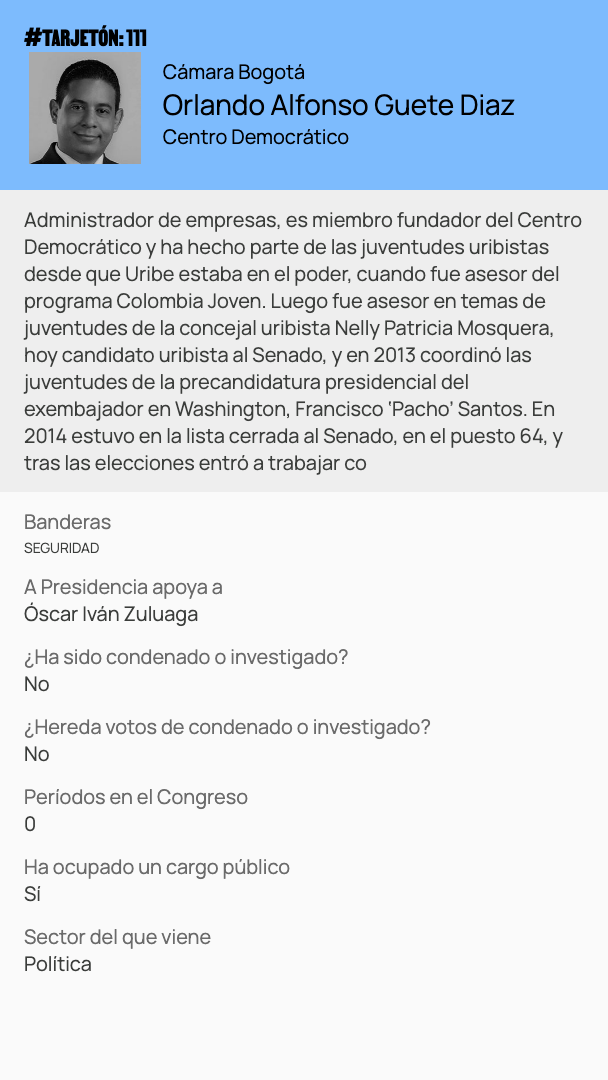 #TARJETÓN: 111
Cámara Bogotá
Orlando Alfonso Guete Diaz
Centro Democrático
Administrador de empresas, es miembro fundador del Centro
Democrático y ha hecho parte de las juventudes uribistas
desde que Uribe estaba en el poder, cuando fue asesor del
programa Colombia Joven. Luego fue asesor en temas de
juventudes de la concejal uribista Nelly Patricia Mosquera,
hoy candidato uribista al Senado, y en 2013 coordinó las
juventudes de la precandidatura presidencial del
exembajador en Washington, Francisco ‘Pacho’ Santos. En
2014 estuvo en la lista cerrada al Senado, en el puesto 64, y
tras las elecciones entró a trabajar co
Banderas
SEGURIDAD
A Presidencia apoya a
Óscar Iván Zuluaga
¿Ha sido condenado o investigado?
No
¿Hereda votos de condenado o investigado?
No
Períodos en el Congreso
0
Ha ocupado un cargo público
Sí
Sector del que viene
Política